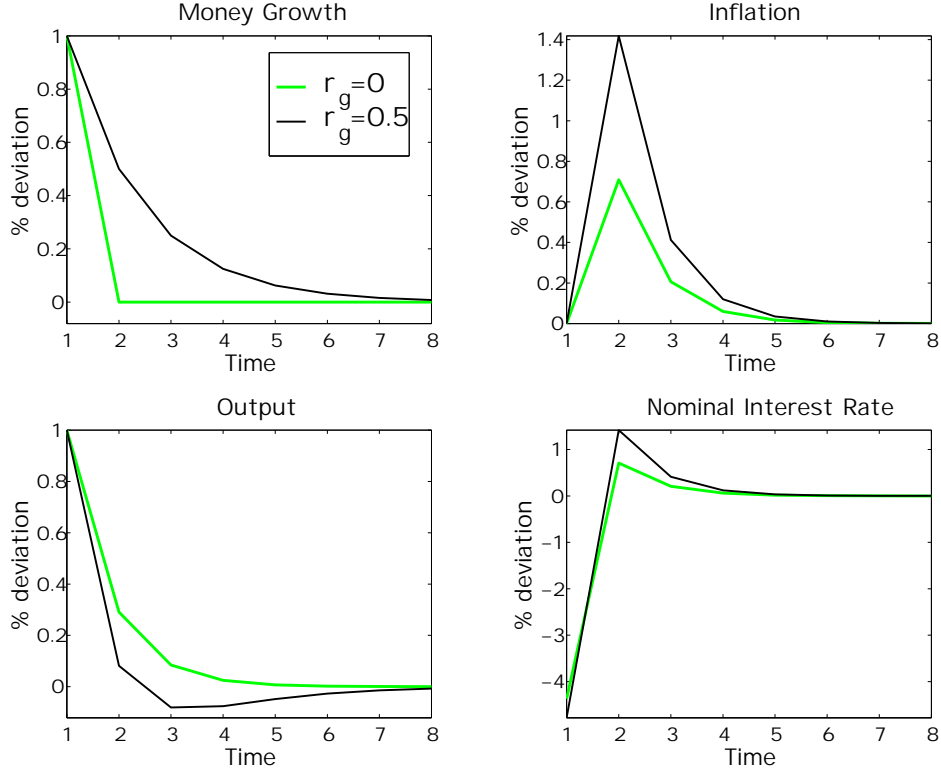 Money Growth
1
0.8
0.6
0.4
0.2
0
% deviation
r_g=0
r_g=0.5
1 2 3 4 5 6 7 8
Time
Inflation
1.4
1.2
1
0.8
0.6
0.4
0.2
0
% deviation
1 2 3 4 5 6 7 8
Time
Output
1
0.8
0.6
0.4
0.2
0
% deviation
1 2 3 4 5 6 7 8
Time
Nominal Interest Rate
1
0
−1
−2
−3
−4
% deviation
1 2 3 4 5 6 7 8
Time